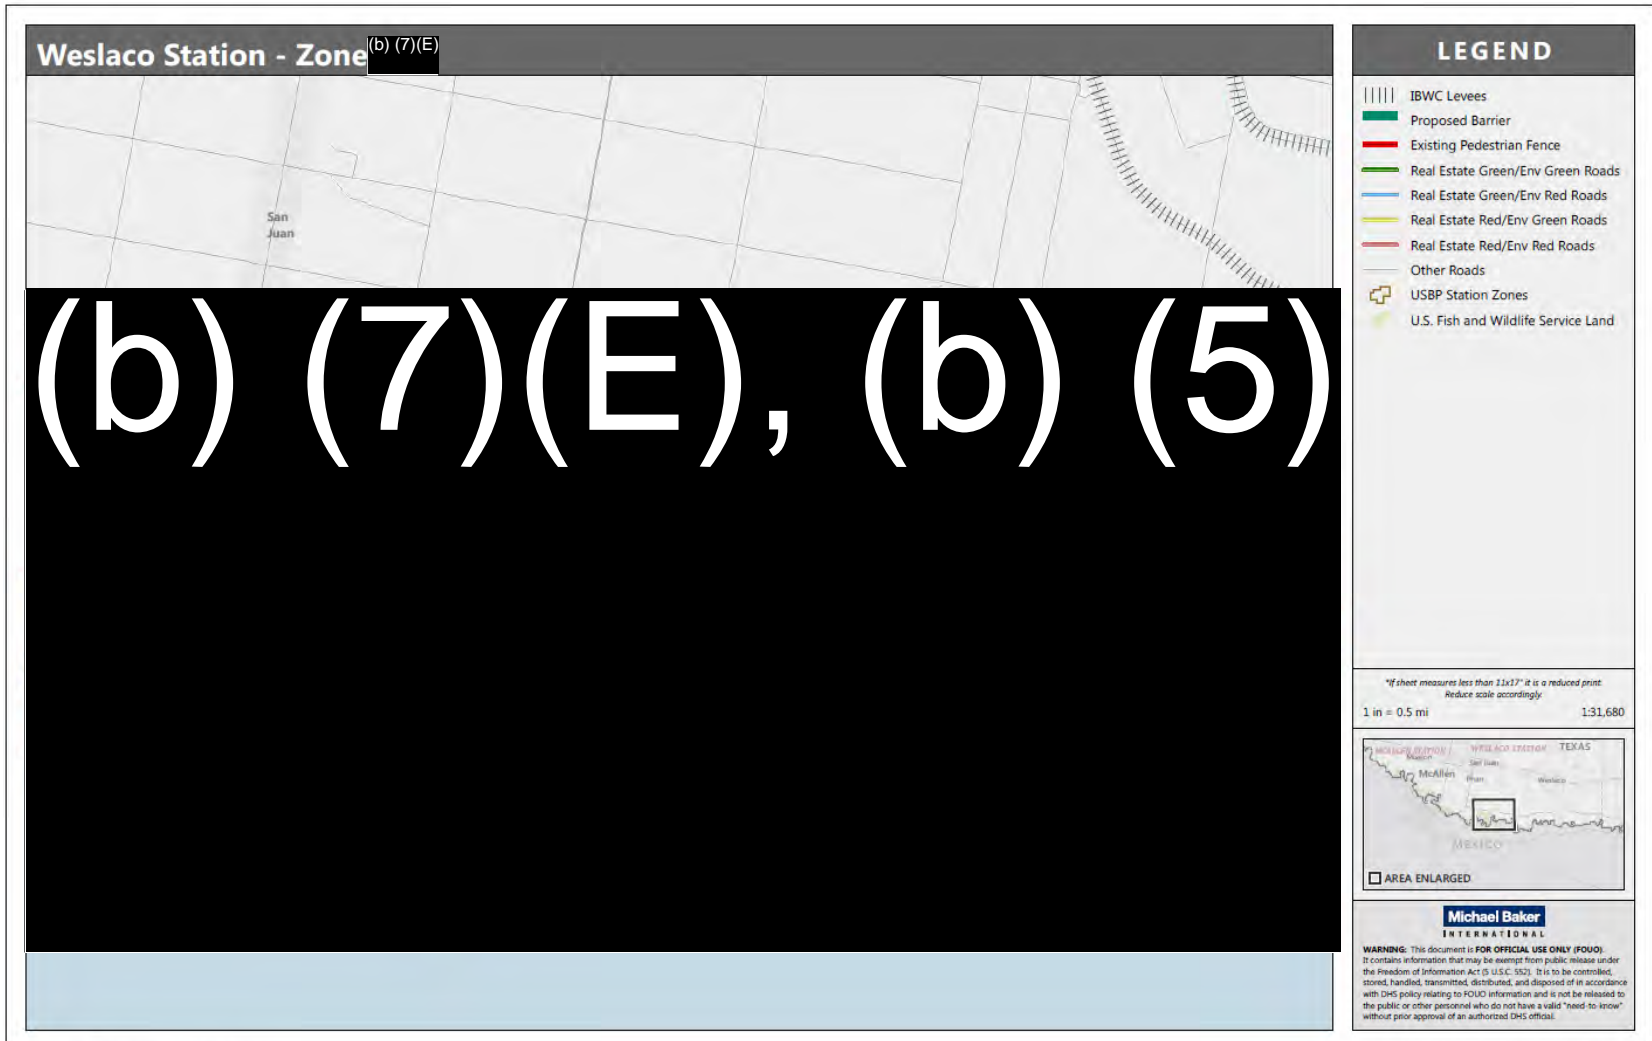 Weslaco Station - Zone (b) (7)(E)
San
Juan
(b) (7)(E), (b) (5)
LEGEND
IBWC Levees
Proposed Barrier
Existing Pedestrian Fence
Real Estate Green/Env Green Roads
Real Estate Green/Env Red Roads
Real Estate Red/Env Green Roads
Real Estate Red/Env Red Roads
Other Roads
USBP Station Zones
U.S. Fish and Wildlife Service Land
*If sheet measures less than 11x17" it is a reduced print.
Reduce scale accordingly.
1 in = 0.5 mi 1:31,680
WESLACO STATION TEXAS
Mission
San Juan
McAllen
Pharr
Weslaco
MEXICO
AREA ENLARGED
Michael Baker
INTERNATIONAL
WARNING: This document is FOR OFFICIAL USE ONLY (FOUO).
It contains information that may be exempt from public release under
the Freedom of Information Act (5 U.S.C. 552). It is to be controlled,
stored, handled, transmitted, distributed, and disposed of in accordance
with DHS policy relating to FOUO information and is not be released to
the public or other personnel who do not have a valid "need-to-know"
without prior approval of an authorized DHS official.